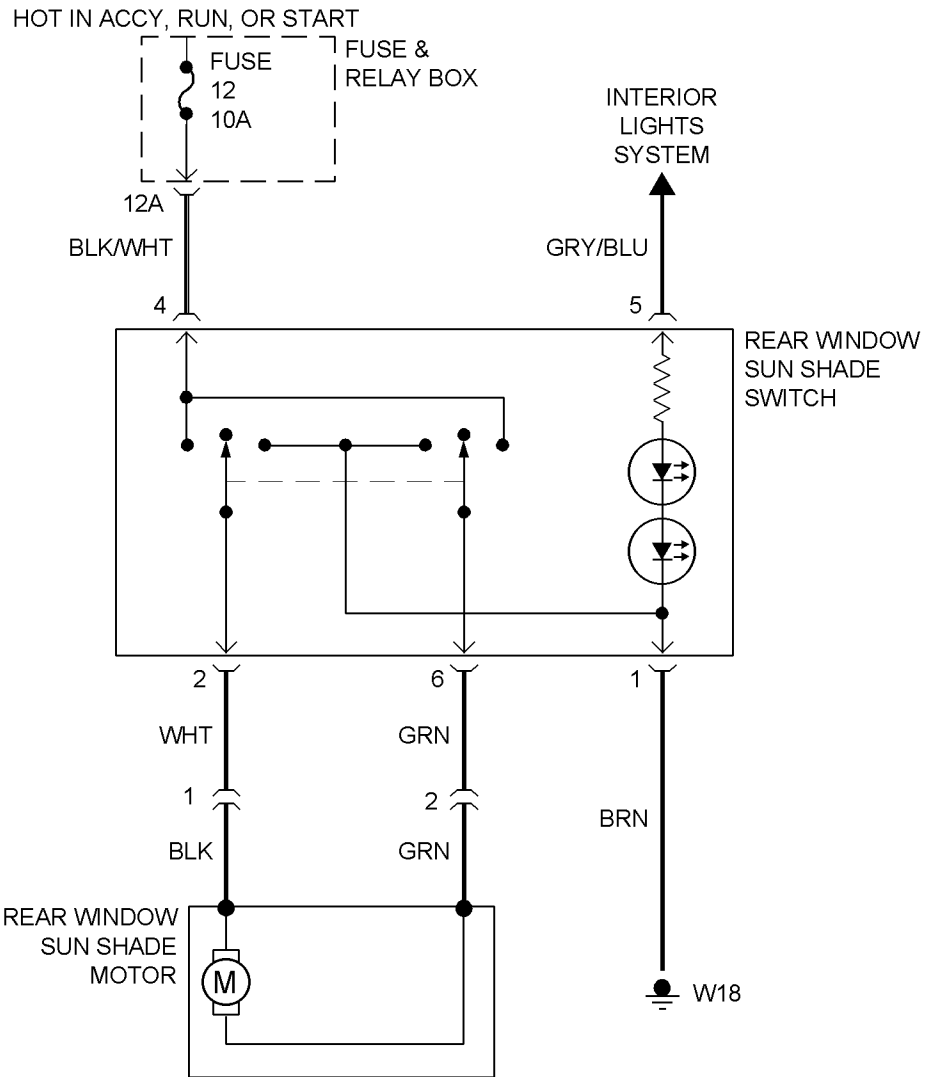 HOT IN ACCY, RUN, OR START
FUSE
12
10A
FUSE &
RELAY BOX
INTERIOR
LIGHTS
SYSTEM
12A
BLK/WHT
GRY/BLU
4
5
REAR WINDOW
SUN SHADE
SWITCH
2
6
1
WHT
GRN
1
2
BRN
BLK
GRN
REAR WINDOW
SUN SHADE
MOTOR
M
W18